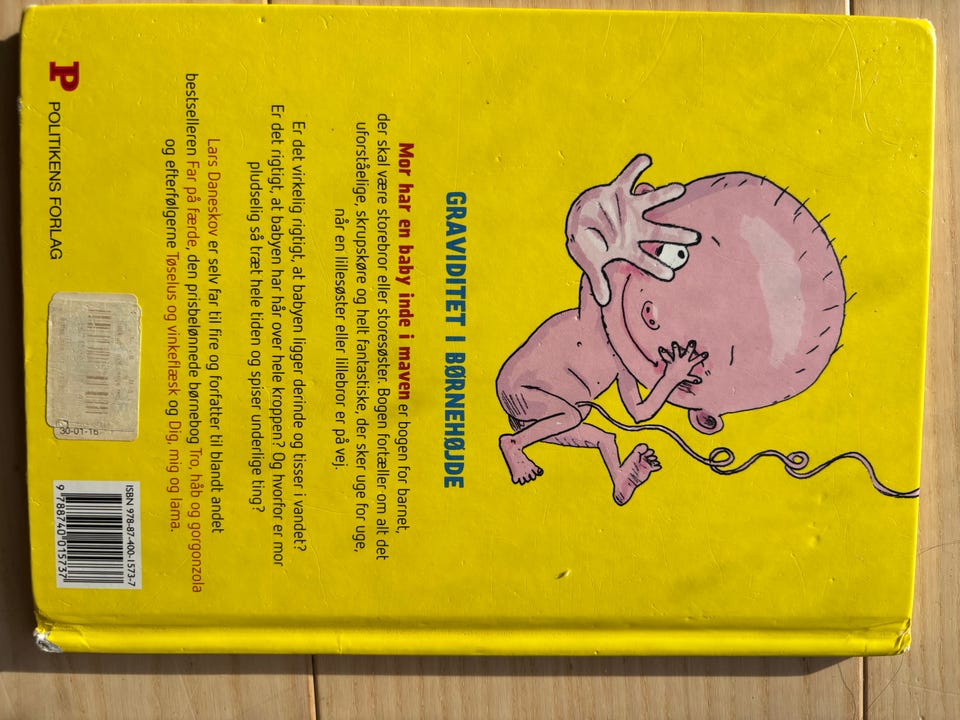 GRAVIDITET I BØRNEHØJDE
Mor har en baby inde i maven er bogen for barnet,
der skal være storebror eller storesøster. Bogen fortæller om alt det
uforståelige, skrupskøre og helt fantastiske, der sker uge for uge,
når en lillesøster eller lillebror er på vej.
Er det virkelig rigtigt, at babyen ligger derinde og tisser i vandet?
Er det rigtigt, at babyen har hår over hele kroppen? Og hvorfor er mor
pludselig så træt hele tiden og spiser underlige ting?
Lars Daneskov er selv far til fire og forfatter til blandt andet
bestselleren Far på færde, den prisbelønnede børnebog Tro, håb og gorgonzola
og efterfølgerne Tøselus og vinkeflæsk og Dig, mig og lama.
P
POLITIKENS FORLAG
30-01-16
ISBN 978-87-400-1573-7
9 788740 015737